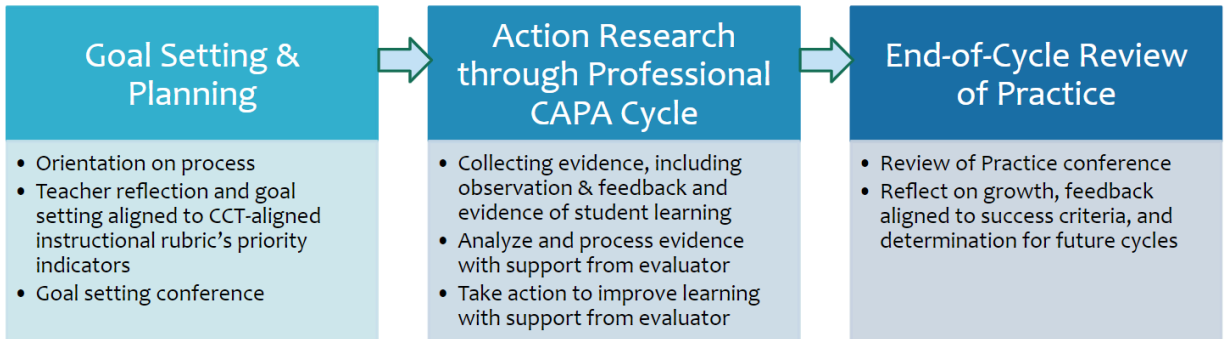 Goal Setting &
Planning
• Orientation on process
• Teacher reflection and goal
setting aligned to CCT-aligned
instructional rubric's priority
indicators
• Goal setting conference
Action Research
through Professional
CAPA Cycle
• Collecting evidence, including
observation & feedback and
evidence of student learning
• Analyze and process evidence
with support from evaluator
• Take action to improve learning
with support from evaluator
End-of-Cycle Review
of Practice
• Review of Practice conference
• Reflect on growth, feedback
aligned to success criteria, and
determination for future cycles